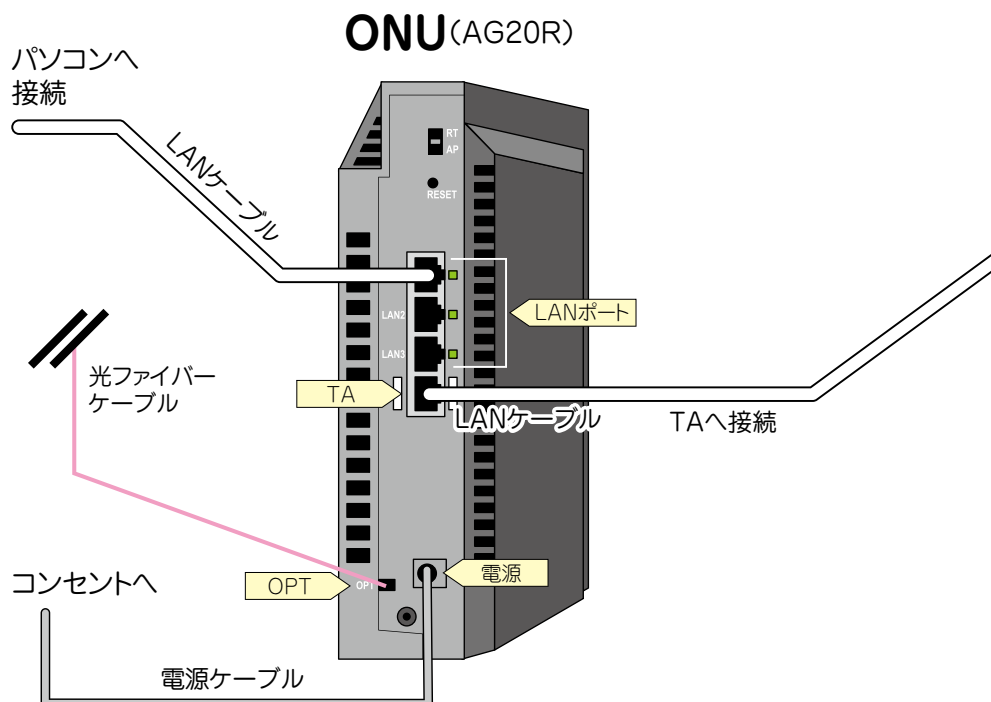 ONU(AG20R)
パソコンへ
接続
LANケーブル
RT
AP
RESET
LAN2
LAN3
LANポート
光ファイバー
ケーブル
TA
LANケーブル
TAへ接続
コンセントへ
OPT
OPT
電源
電源ケーブル